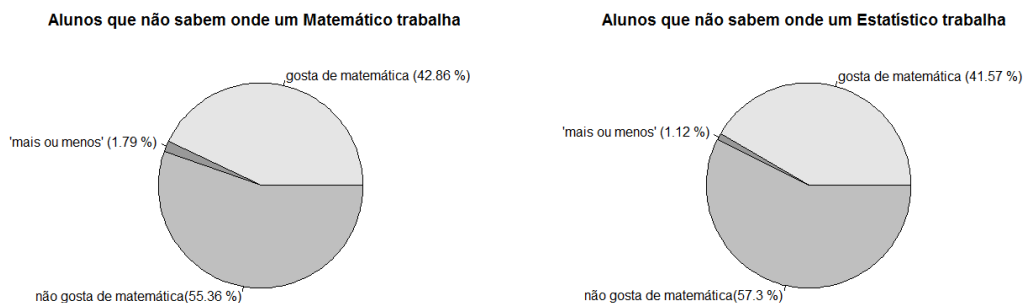 Alunos que não sabem onde um Matemático trabalha
gosta de matemática (42.86 %)
'mais ou menos' (1.79 %)
não gosta de matemática(55.36 %)
Alunos que não sabem onde um Estatístico trabalha
gosta de matemática (41.57 %)
'mais ou menos' (1.12 %)
não gosta de matemática(57.3 %)